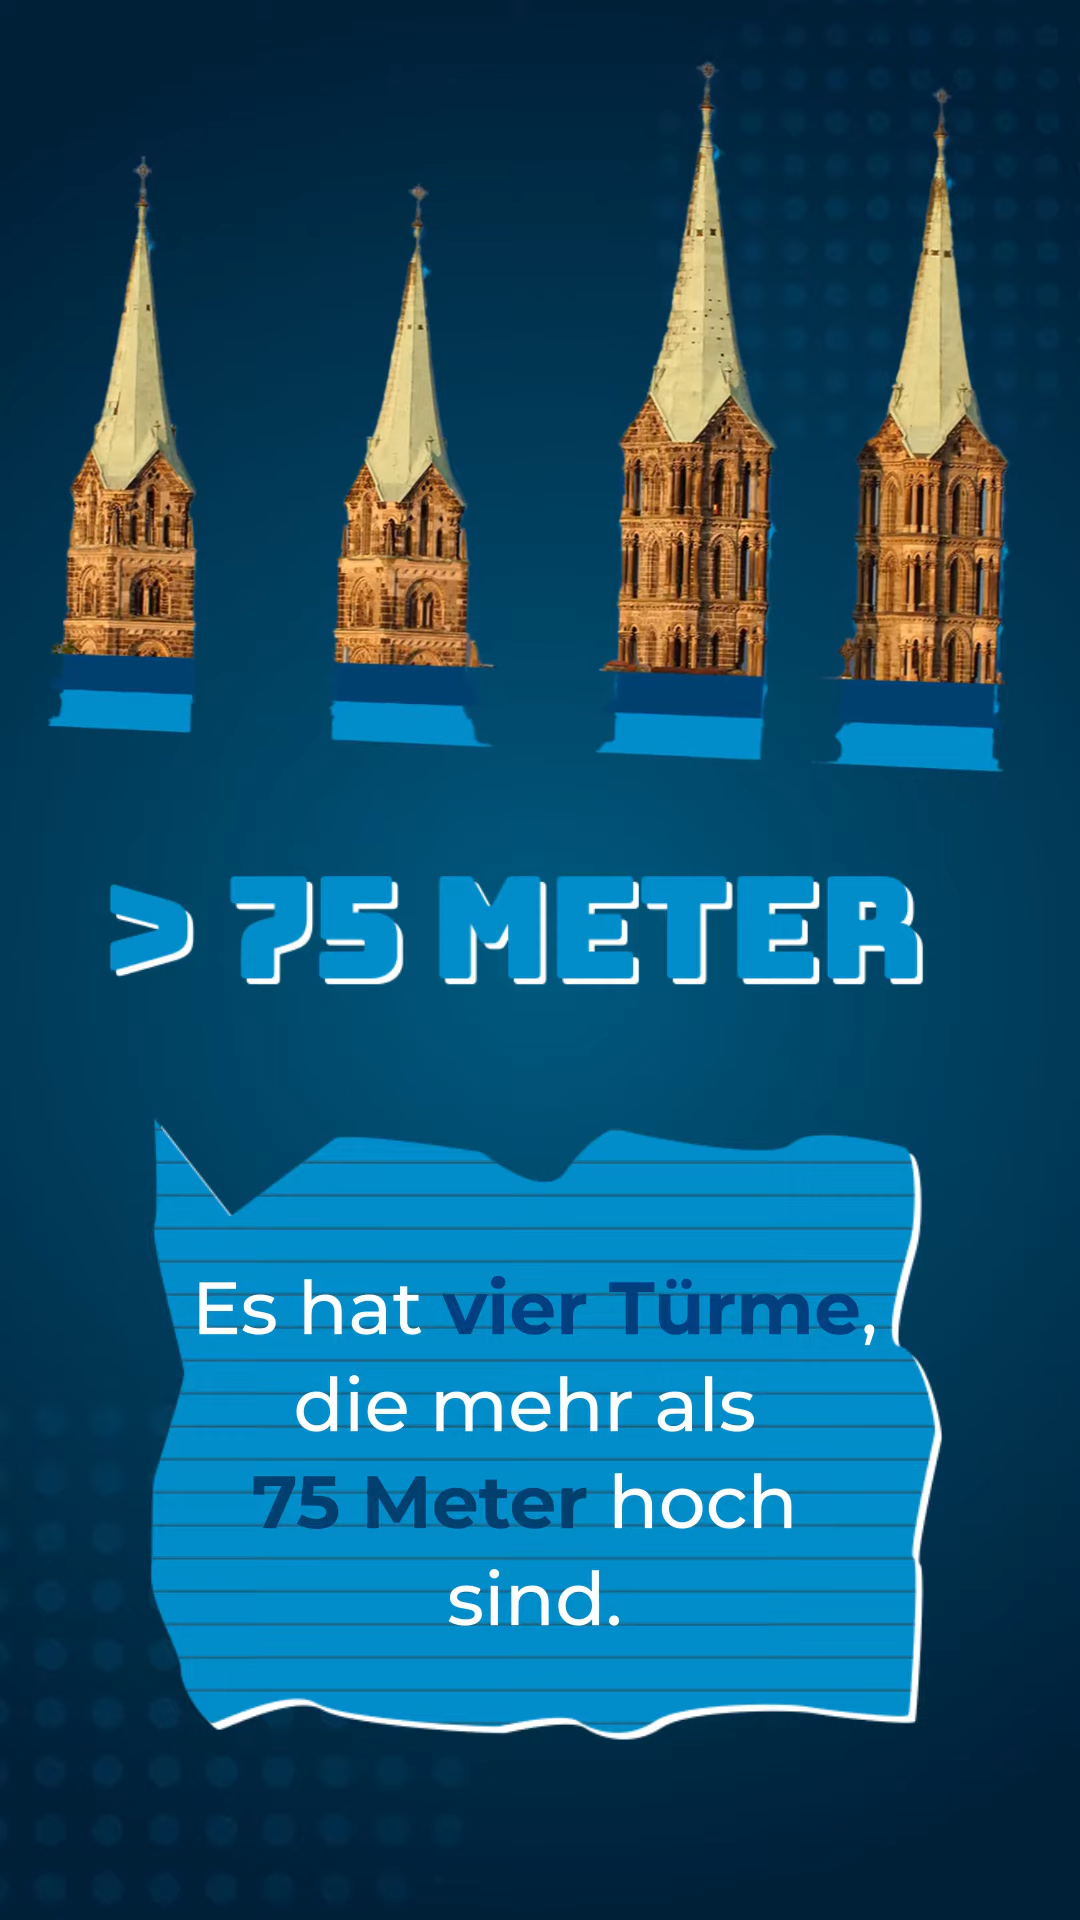 > 75 METER
Es hat vier Türme,
die mehr als
75 Meter hoch
sind.